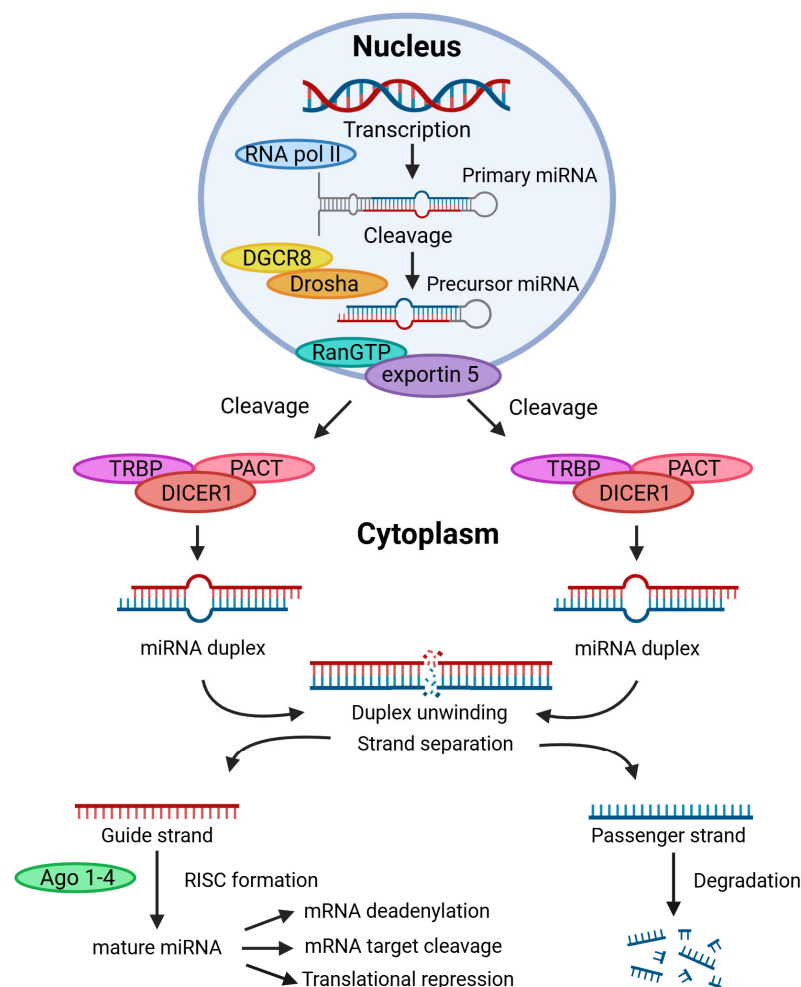 Nucleus
Transcription
RNA pol II
Primary miRNA
Cleavage
DGCR8
Drosha
Precursor miRNA
RanGTP
exportin 5
Cleavage
Cleavage
TRBP
PACT
DICER1
TRBP
PACT
DICER1
Cytoplasm
miRNA duplex
miRNA duplex
Duplex unwinding
Strand separation
Guide strand
Passenger strand
Ago 1-4
RISC formation
Degradation
mRNA deadenylation
mature miRNA
mRNA target cleavage
Translational repression